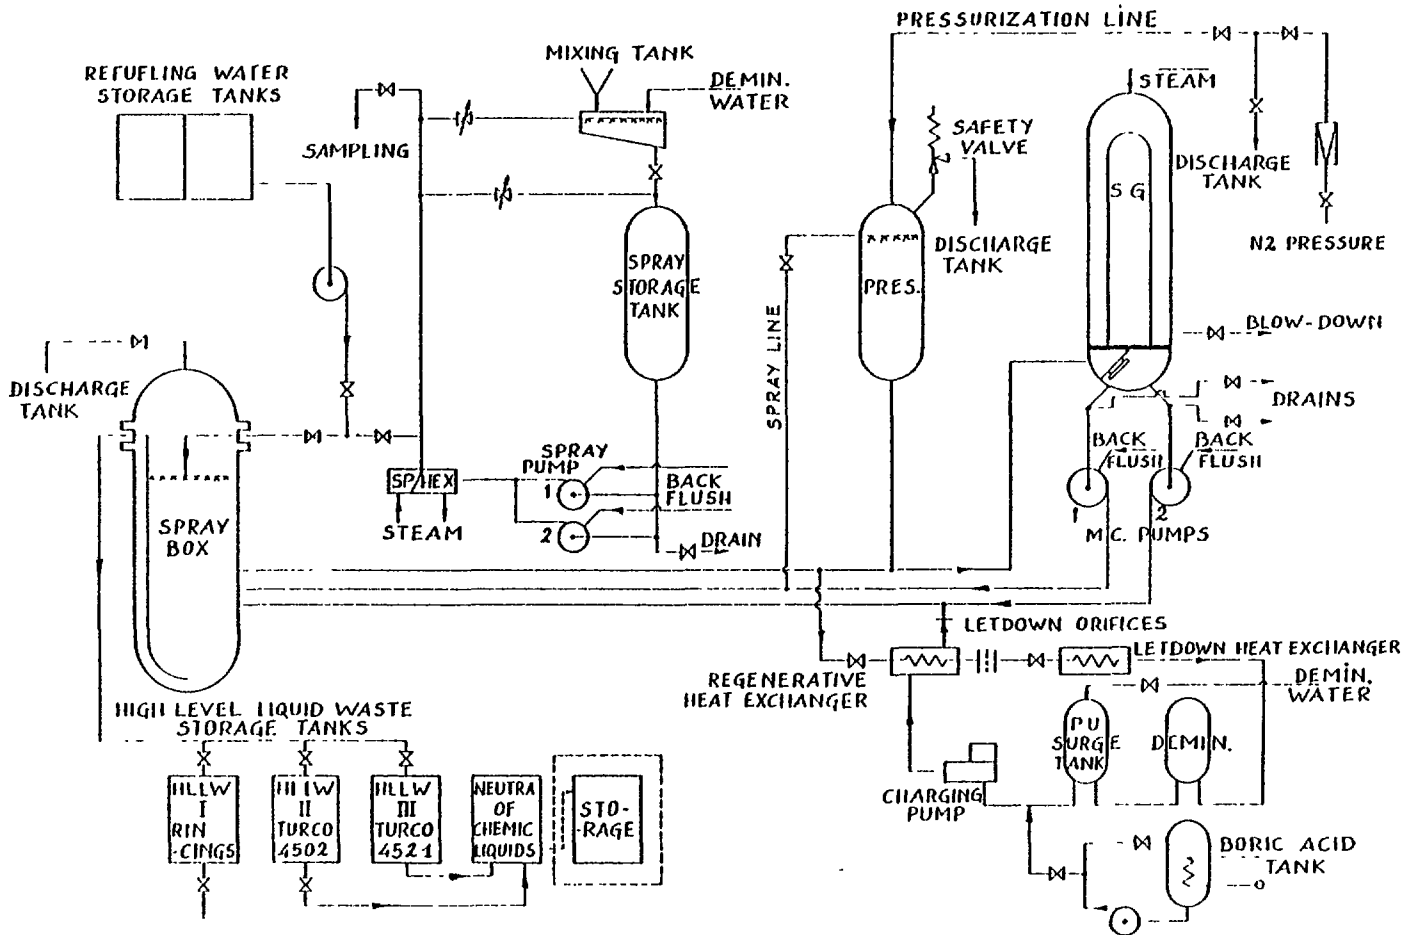 PRESSURIZATION LINE
MIXING TANK
REFUFLING WATER
STORAGE TANKS
DEMIN.
WATER
STEAM
SAFETY
VALVE
SAMPLING
DISCHARGE
TANK
SG
N2 PRESSURE
DISCHARGE
TANK
SPRAY
STORAGE
TANK
PRES.
SPRAY LINE
BLOW-DOWN
DISCHARGE
TANK
DRAINS
BACK
FLUSH
BACK
FLUSH
SPRAY
PUMP
SP/HEX
1
BACK
FLUSH
STEAM
2
DRAIN
1
2
M.C. PUMPS
SPRAY
BOX
LETDOWN ORIFICES
LETDOWN HEAT EXCHANGER
REGENERATIVE
HEAT EXCHANGER
DEMIN.
WATER
HIGH LEVEL LIQUID WASTE
STORAGE TANKS
PU
SURGE
TANK
DEMIN.
CHARGING
PUMP
HLLW
I
RIN
-CINGS
HLLW
II
TURCO
4502
HLLW
III
TURCO
4521
NEUTRA
OF
CHEMIC
LIQUIDS
STO-
-RAGE
BORIC ACID
TANK